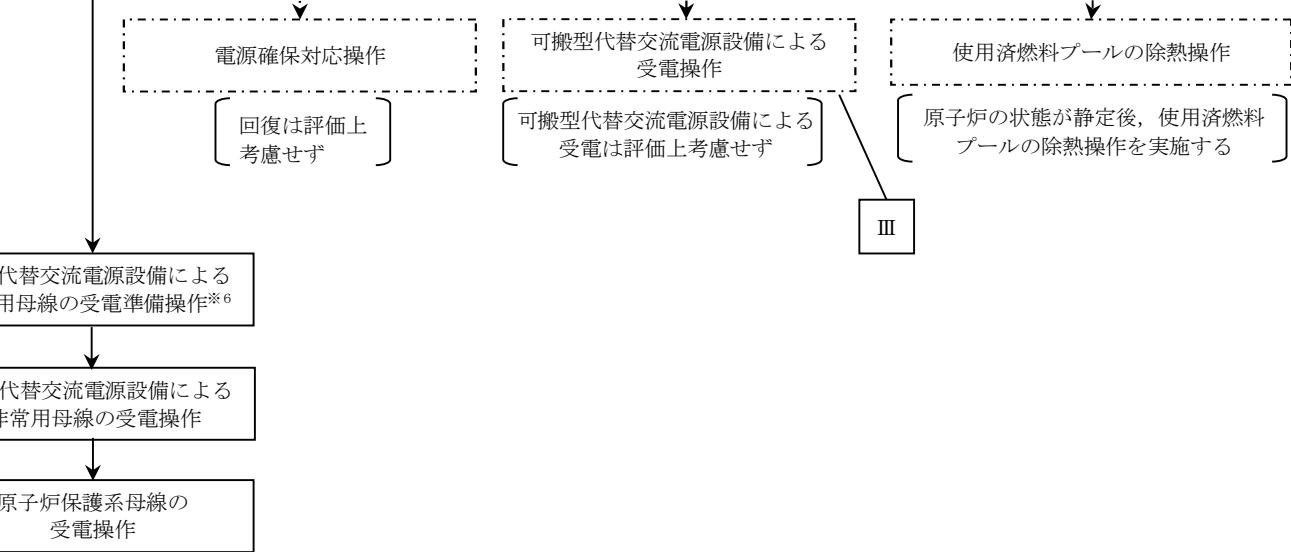 電源確保対応操作
回復は評価上
考慮せず
可搬型代替交流電源設備による
受電操作
可搬型代替交流電源設備による
受電は評価上考慮せず
使用済燃料プールの除熱操作
原子炉の状態が静定後，使用済燃料
プールの除熱操作を実施する
Ⅲ
代替交流電源設備による
用母線の受電準備操作※6
代替交流電源設備による
非常用母線の受電操作
原子炉保護系母線の
受電操作